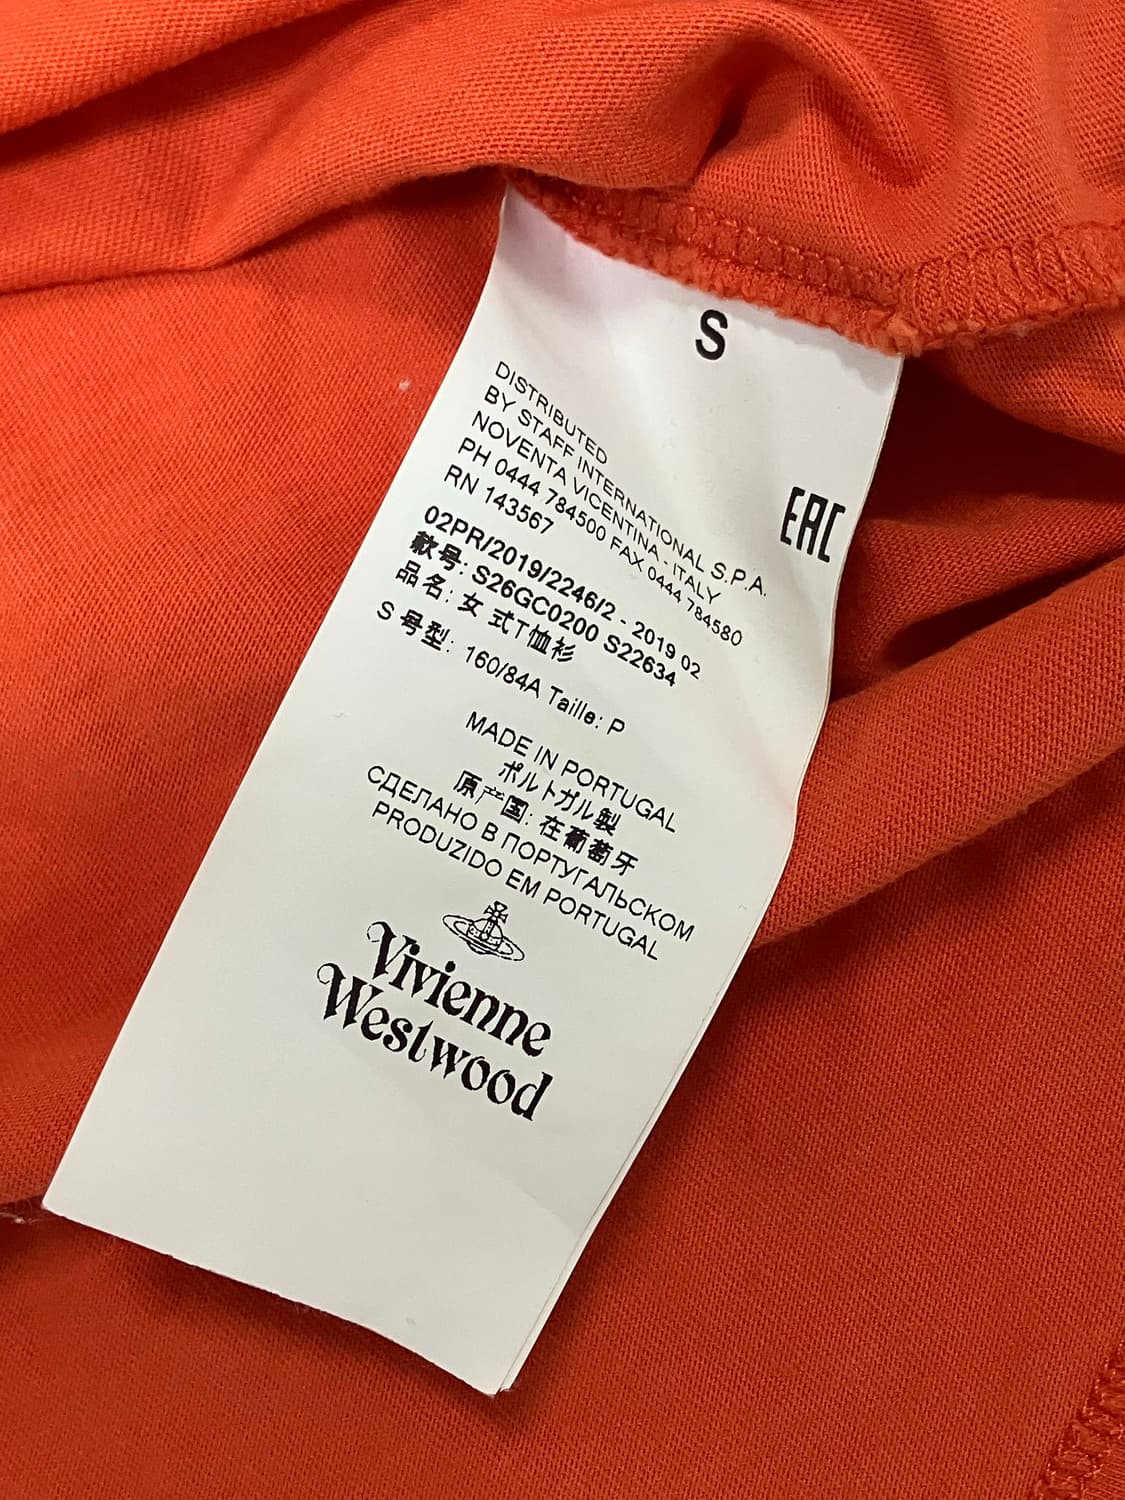 S
DISTRIBUTED
BY STAFF INTERNATIONAL S.P.A.
NOVENTA VICENTINA - ITALY
PH 0444 784500 FAX 0444 784580
RN 143567
EAC
02PR/2019/2246/2 - 2019 02
款号: S26GC0200 S22634
品名: 女 式T恤衫
S 号型: 160/84A Taille: P
MADE IN PORTUGAL
ポルトガル製
原产国: 在葡萄牙
СДЕЛАНО В ПОРТУГАЛЬСКОМ
PRODUZIDO EM PORTUGAL
Vivienne
Westwood